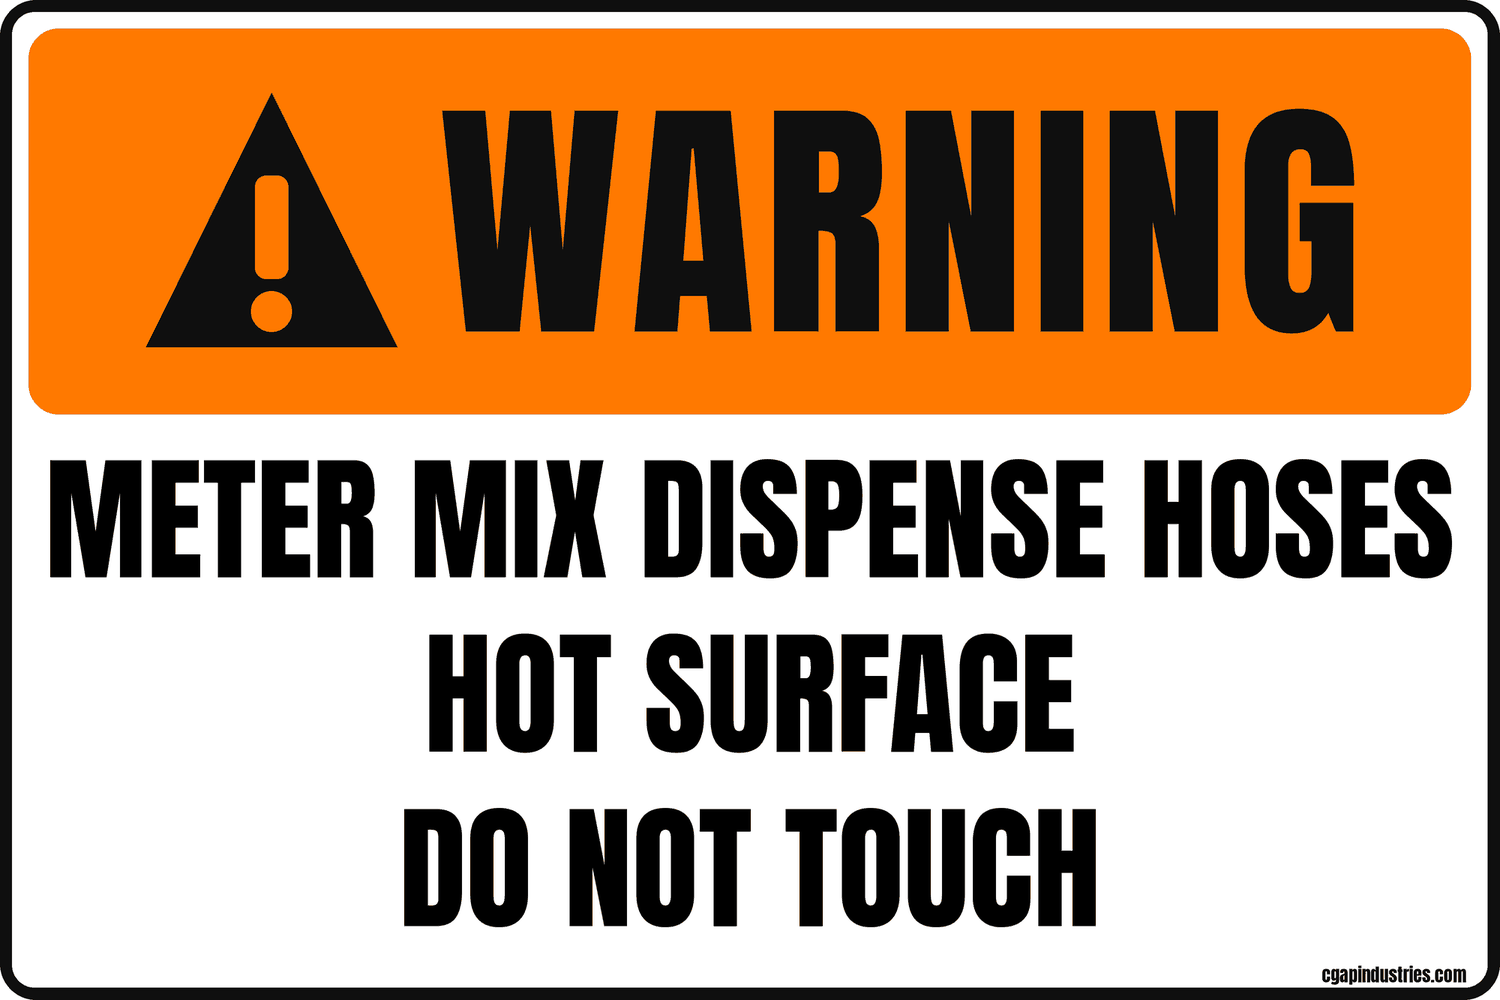 WARNING
METER MIX DISPENSE HOSES
HOT SURFACE
DO NOT TOUCH
cgapindustries.com